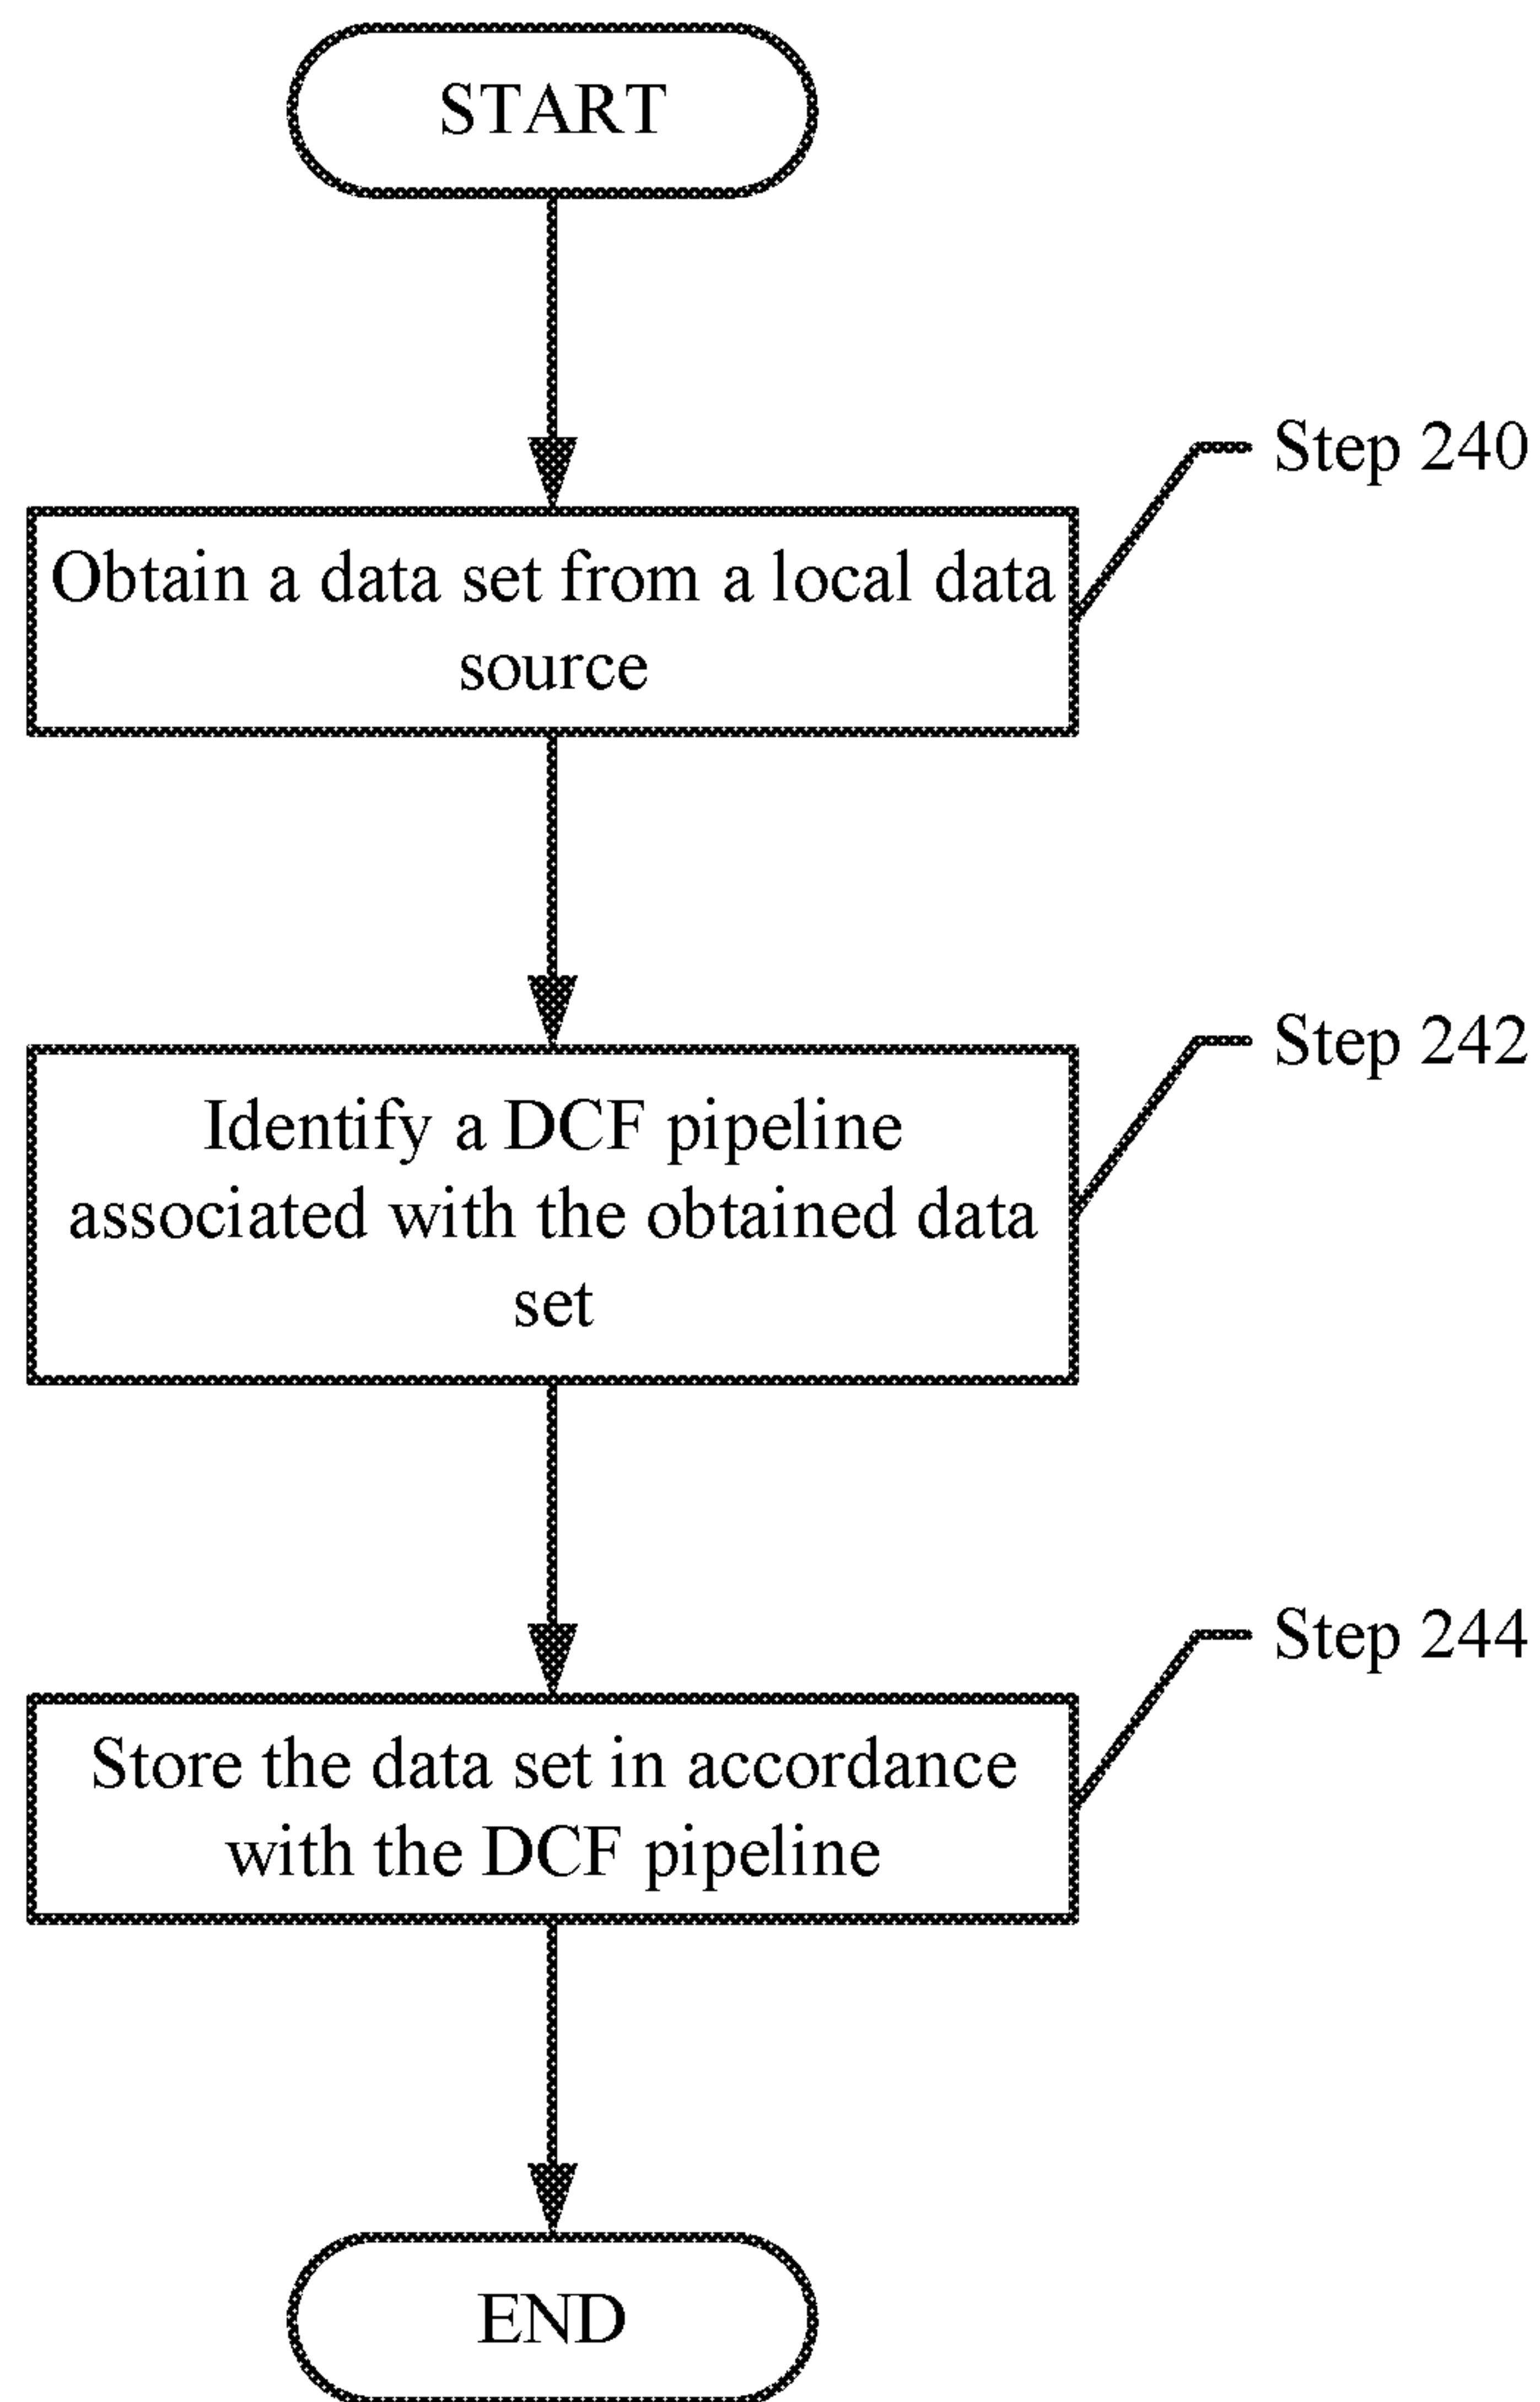 START
Step 240
Obtain a data set from a local data
source
Step 242
Identify a DCF pipeline
associated with the obtained data
set
Step 244
Store the data set in accordance
with the DCF pipeline
END